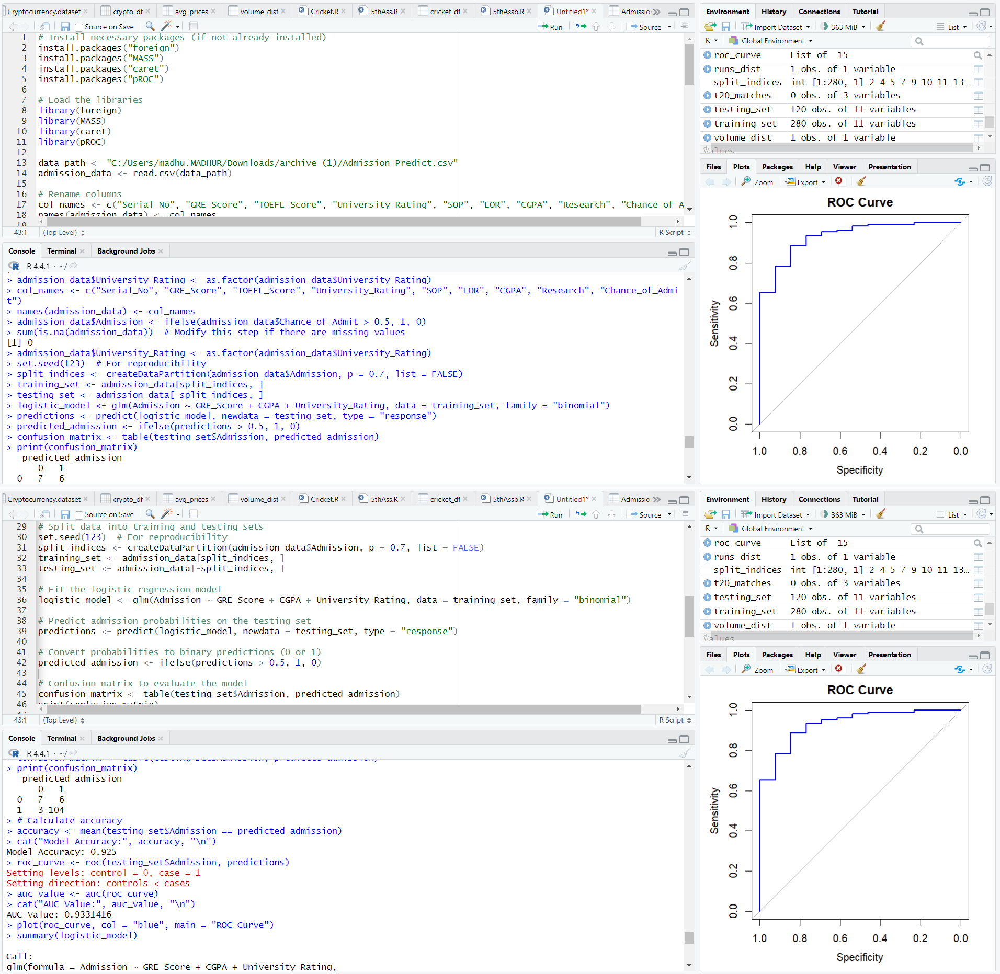 Cryptocurrency.dataset crypto_df avg_prices volume_dist Cricket.R 5thAss.R cricket_df 5thAssb.R Untitled1*
Source on Save Run Source
1 # Install necessary packages (if not already installed)
2 install.packages("foreign")
3 install.packages("MASS")
4 install.packages("caret")
5 install.packages("pROC")
6
7 # Load the libraries
8 library(foreign)
9 library(MASS)
10 library(caret)
11 library(pROC)
12
13 data_path <- "C:/Users/madhu.MADHUR/Downloads/archive (1)/Admission_Predict.csv"
14 admission_data <- read.csv(data_path)
15
16 # Rename columns
17 col_names <- c("Serial_No", "GRE_Score", "TOEFL_Score", "University_Rating", "SOP", "LOR", "CGPA", "Research", "Chance_of_A
18 names(admission_data) <- col_names
19
43:1 (Top Level) R Script
Console Terminal Background Jobs
R 4.4.1 · ~/
> admission_data$University_Rating <- as.factor(admission_data$University_Rating)
> col_names <- c("Serial_No", "GRE_Score", "TOEFL_Score", "University_Rating", "SOP", "LOR", "CGPA", "Research", "Chance_of_Admi
t")
> names(admission_data) <- col_names
> admission_data$Admission <- ifelse(admission_data$Chance_of_Admit > 0.5, 1, 0)
> sum(is.na(admission_data))  # Modify this step if there are missing values
[1] 0
> admission_data$University_Rating <- as.factor(admission_data$University_Rating)
> set.seed(123)  # For reproducibility
> split_indices <- createDataPartition(admission_data$Admission, p = 0.7, list = FALSE)
> training_set <- admission_data[split_indices, ]
> testing_set <- admission_data[-split_indices, ]
> logistic_model <- glm(Admission ~ GRE_Score + CGPA + University_Rating, data = training_set, family = "binomial")
> predictions <- predict(logistic_model, newdata = testing_set, type = "response")
> predicted_admission <- ifelse(predictions > 0.5, 1, 0)
> confusion_matrix <- table(testing_set$Admission, predicted_admission)
> print(confusion_matrix)
predicted_admission
0 1
0 7 6
Environment History Connections Tutorial
Import Dataset 363 MiB List
R Global Environment
roc_curve List of 15
runs_dist 1 obs. of 1 variable
split_indices int [1:280, 1] 2 4 5 7 9 10 11 13…
t20_matches 0 obs. of 3 variables
testing_set 120 obs. of 11 variables
training_set 280 obs. of 11 variables
volume_dist 1 obs. of 1 variable
Values
Files Plots Packages Help Viewer Presentation
Zoom Export
ROC Curve
Sensitivity
1.0
0.8
0.6
0.4
0.2
0.0
1.0 0.8 0.6 0.4 0.2 0.0
Specificity
Cryptocurrency.dataset crypto_df avg_prices volume_dist Cricket.R 5thAss.R cricket_df 5thAssb.R Untitled1*
Source on Save Run Source
29 # Split data into training and testing sets
30 set.seed(123)  # For reproducibility
31 split_indices <- createDataPartition(admission_data$Admission, p = 0.7, list = FALSE)
32 training_set <- admission_data[split_indices, ]
33 testing_set <- admission_data[-split_indices, ]
34
35 # Fit the logistic regression model
36 logistic_model <- glm(Admission ~ GRE_Score + CGPA + University_Rating, data = training_set, family = "binomial")
37
38 # Predict admission probabilities on the testing set
39 predictions <- predict(logistic_model, newdata = testing_set, type = "response")
40
41 # Convert probabilities to binary predictions (0 or 1)
42 predicted_admission <- ifelse(predictions > 0.5, 1, 0)
43
44 # Confusion matrix to evaluate the model
45 confusion_matrix <- table(testing_set$Admission, predicted_admission)
46 print(confusion_matrix)
47
43:1 (Top Level) R Script
Console Terminal Background Jobs
R 4.4.1 · ~/
> confusion_matrix <- table(testing_set$Admission, predicted_admission)
> print(confusion_matrix)
predicted_admission
0 1
0 7 6
1 3 104
> # Calculate accuracy
> accuracy <- mean(testing_set$Admission == predicted_admission)
> cat("Model Accuracy:", accuracy, "\n")
Model Accuracy: 0.925
> roc_curve <- roc(testing_set$Admission, predictions)
Setting levels: control = 0, case = 1
Setting direction: controls < cases
> auc_value <- auc(roc_curve)
> cat("AUC Value:", auc_value, "\n")
AUC Value: 0.9331416
> plot(roc_curve, col = "blue", main = "ROC Curve")
> summary(logistic_model)
Call:
glm(formula = Admission ~ GRE_Score + CGPA + University_Rating,
Environment History Connections Tutorial
Import Dataset 363 MiB List
R Global Environment
roc_curve List of 15
runs_dist 1 obs. of 1 variable
split_indices int [1:280, 1] 2 4 5 7 9 10 11 13…
t20_matches 0 obs. of 3 variables
testing_set 120 obs. of 11 variables
training_set 280 obs. of 11 variables
volume_dist 1 obs. of 1 variable
Values
Files Plots Packages Help Viewer Presentation
Zoom Export
ROC Curve
Sensitivity
1.0
0.8
0.6
0.4
0.2
0.0
1.0 0.8 0.6 0.4 0.2 0.0
Specificity